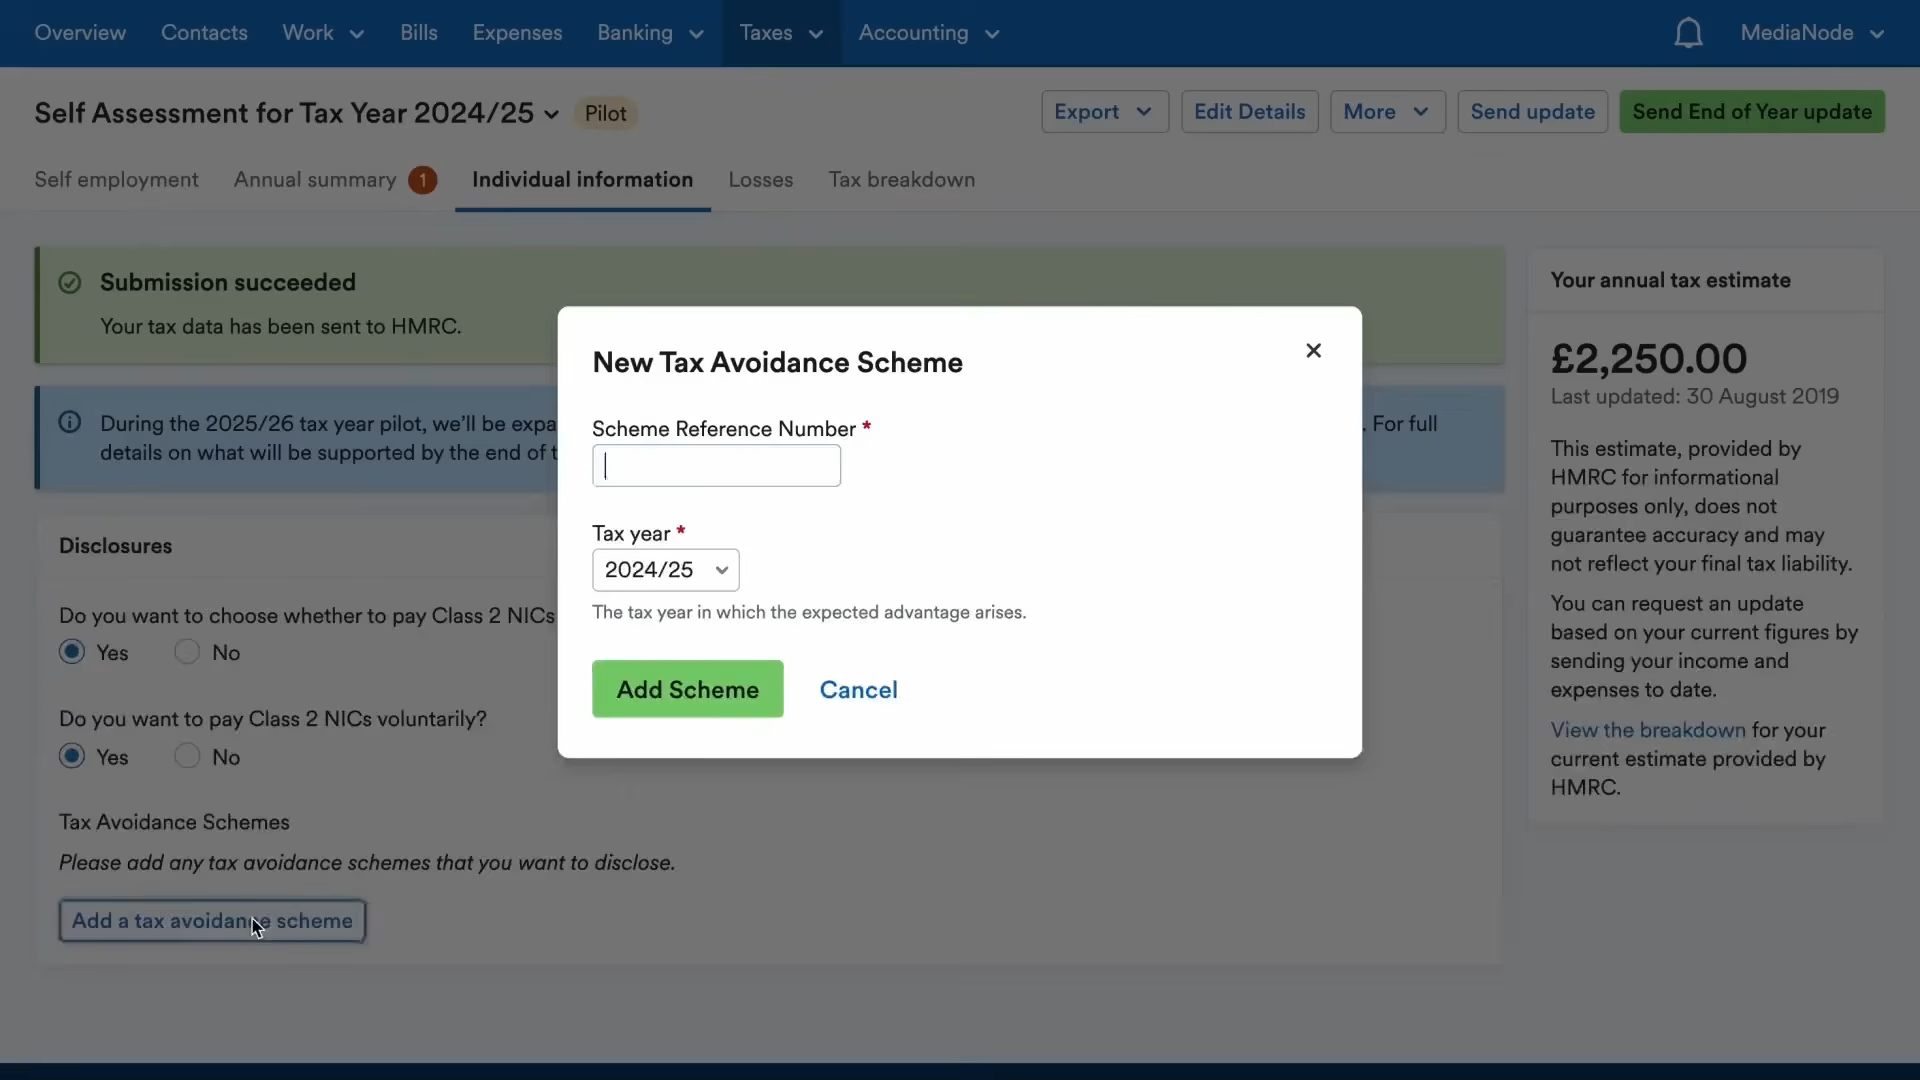 Overview Contacts Work Bills Expenses Banking Taxes Accounting MediaNode
Self Assessment for Tax Year 2024/25 Pilot
Export Edit Details More Send update Send End of Year update
Self employment Annual summary 1 Individual information Losses Tax breakdown
Submission succeeded
Your tax data has been sent to HMRC.
During the 2025/26 tax year pilot, we'll be expa
. For full
details on what will be supported by the end of t
New Tax Avoidance Scheme
Scheme Reference Number *
Tax year *
2024/25
The tax year in which the expected advantage arises.
Add Scheme Cancel
Disclosures
Do you want to choose whether to pay Class 2 NICs
Yes No
Do you want to pay Class 2 NICs voluntarily?
Yes No
Tax Avoidance Schemes
Please add any tax avoidance schemes that you want to disclose.
Add a tax avoidance scheme
Your annual tax estimate
£2,250.00
Last updated: 30 August 2019
This estimate, provided by
HMRC for informational
purposes only, does not
guarantee accuracy and may
not reflect your final tax liability.
You can request an update
based on your current figures by
sending your income and
expenses to date.
View the breakdown for your
current estimate provided by
HMRC.